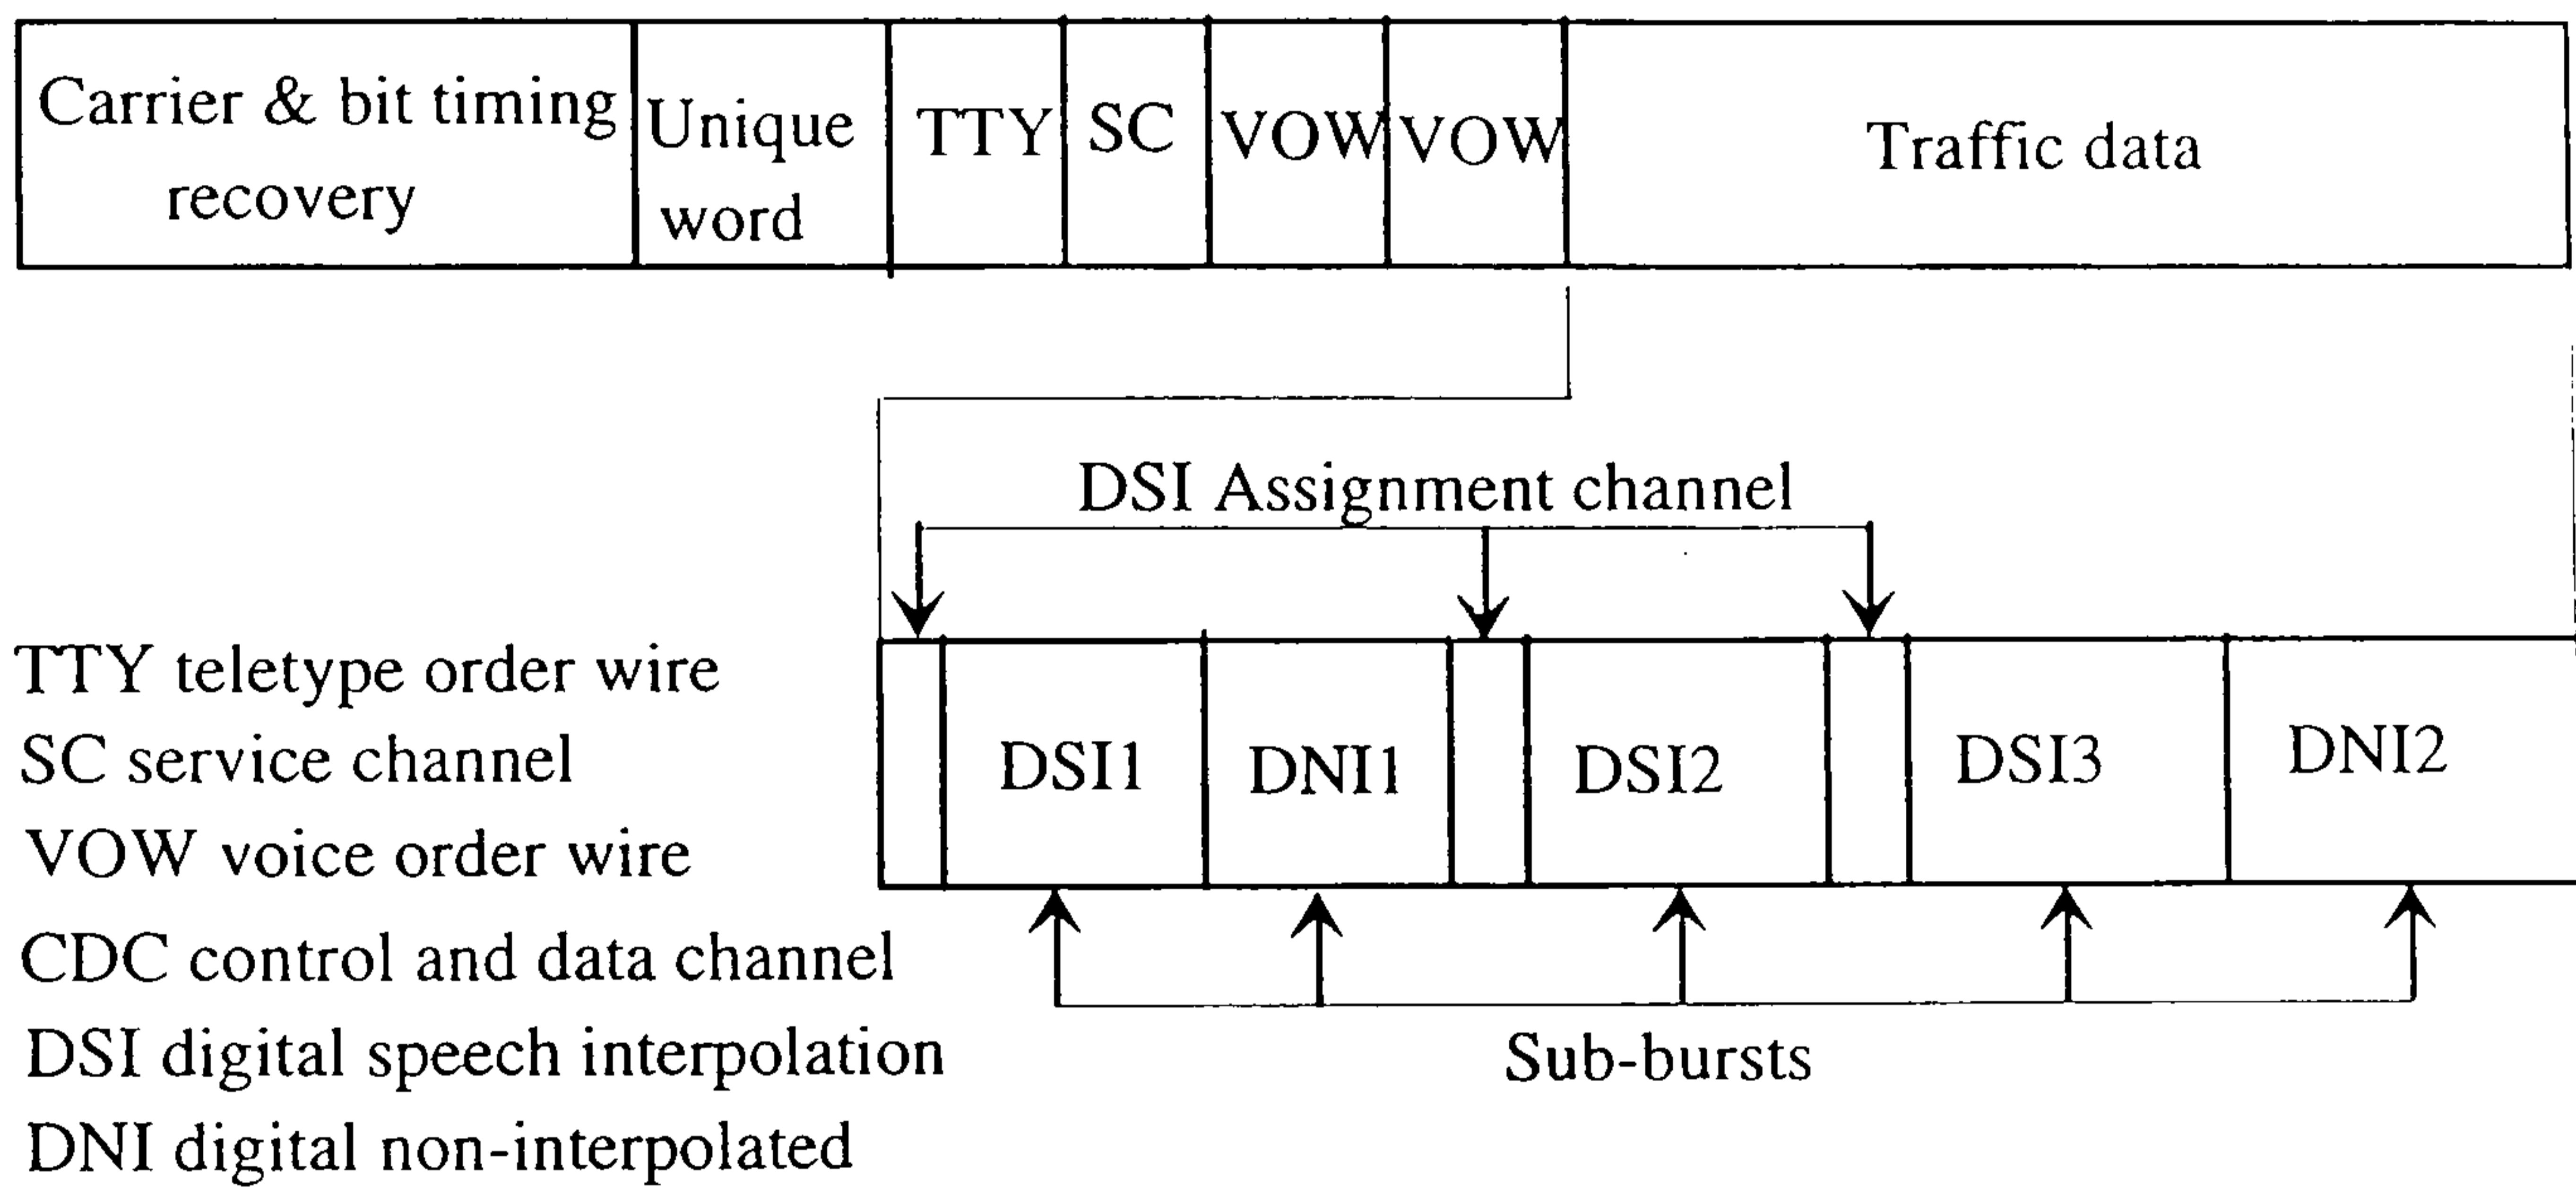 Carrier & bit timing
recovery
Unique
word
TTY
SC
VOW
VOW
Traffic data
DSI Assignment channel
TTY teletype order wire
SC service channel
VOW voice order wire
CDC control and data channel
DSI digital speech interpolation
DNI digital non-interpolated
DSI1
DNI1
DSI2
DSI3
DNI2
Sub-bursts